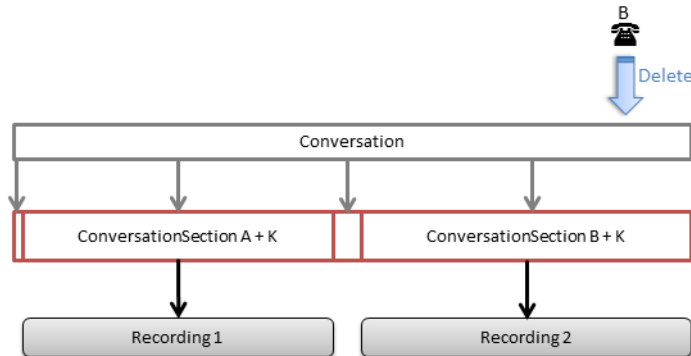 B
Delete
Conversation
ConversationSection A + K
ConversationSection B + K
Recording 1
Recording 2